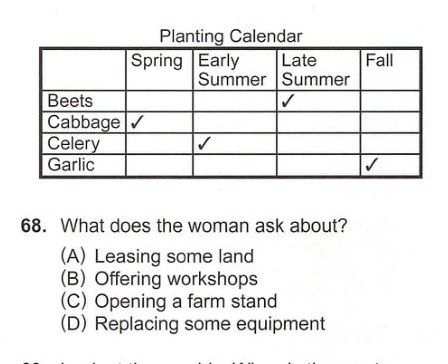 Planting Calendar
Spring Early Summer Late Summer Fall
Beets ✓
Cabbage ✓
Celery ✓
Garlic ✓
68. What does the woman ask about?
(A) Leasing some land
(B) Offering workshops
(C) Opening a farm stand
(D) Replacing some equipment